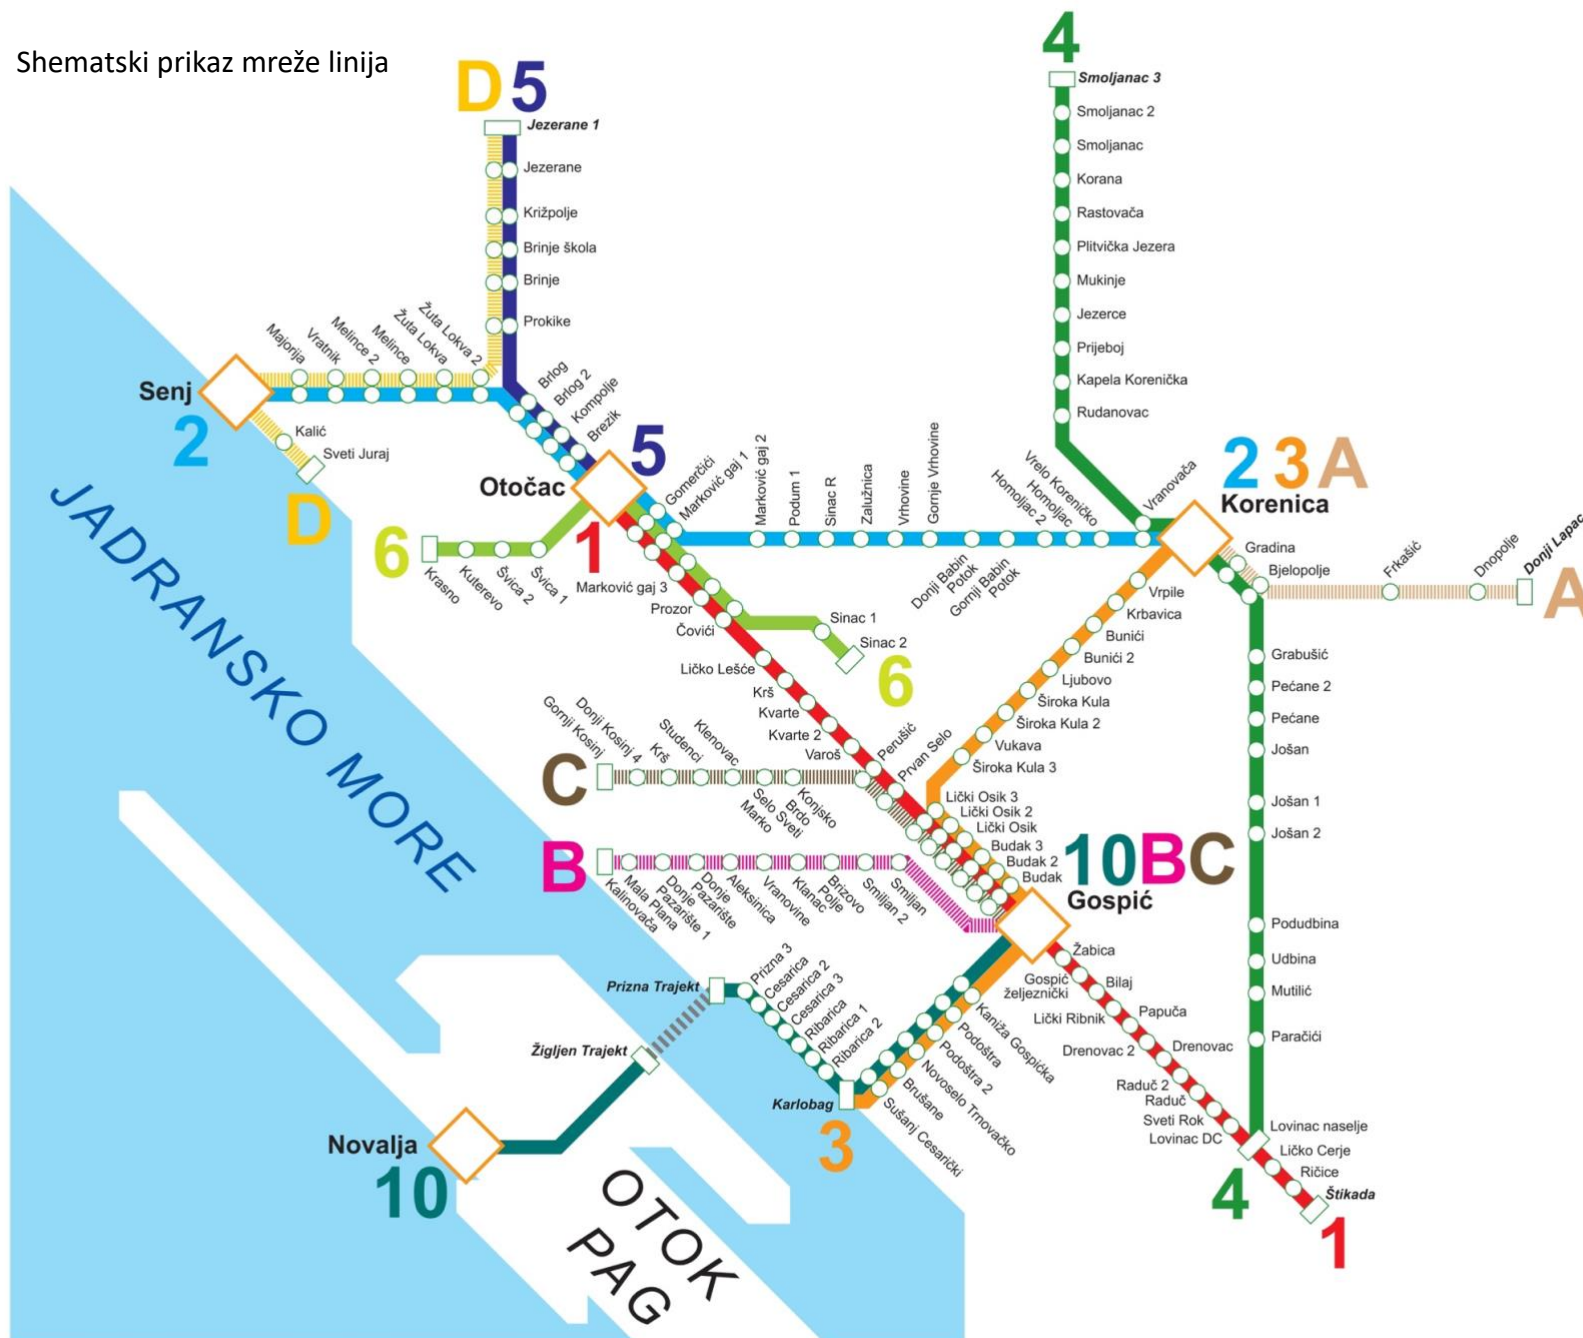 Shematski prikaz mreže linija
4
Smoljanac 3
Smoljanac 2
Smoljanac
Korana
Rastovača
Plitvička Jezera
Mukinje
Jezerce
Prijeboj
Kapela Korenička
Rudanovac
D 5
Jezerane 1
Jezerane
Križpolje
Brinje škola
Brinje
Prokike
Majorija
Vratnik
Melince 2
Melince
Žuta Lokva
Žuta Lokva 2
Senj
2
Kalić
Sveti Juraj
D
Brlog
Brlog 2
Kompolje
Brezik
5
Otočac
1
6
Krasno
Kuterevo
Švica 2
Švica 1
Gomerčići
Marković gaj 1
Marković gaj 2
Podum 1
Sinac R
Zalužnica
Vrhovine
Gornje Vrhovine
Donji Babin
Potok
Gornji Babin
Potok
Homoljac 2
Homoljac
Vrelo Koreničko
Vranovača
2 3 A
Korenica
Gradina
Bjelopolje
Frkašić
Dnopolje
Donji Lapac
A
Marković gaj 3
Prozor
Čovići
Sinac 1
Sinac 2
6
Ličko Lešće
Krš
Kvarte
Kvarte 2
Varoš
Perušić
Prvan Selo
Vrpile
Krbavica
Bunići
Bunići 2
Ljubovo
Široka Kula
Široka Kula 2
Vukava
Široka Kula 3
Lički Osik 3
Lički Osik 2
Lički Osik
Budak 3
Budak 2
Budak
C
Gornji Kosinj
Donji Kosinj 4
Krš
Studenci
Klenovac
Selo Sveti
Marko
Konjsko
Brdo
B
Kalinovača
Mala Plana
Donje
Pazarište 1
Donje
Pazarište
Aleksinica
Vranovine
Klanac
Brizovo
Polje
Smiljan 2
Smiljan
10 B C
Gospić
Grabušić
Pećane 2
Pećane
Jošan
Jošan 1
Jošan 2
Podudbina
Udbina
Mutilić
Paračići
Lovinac naselje
Žabica
Gospić
željeznički
Bilaj
Lički Ribnik
Papuča
Drenovac 2
Drenovac
Raduč 2
Raduč
Sveti Rok
Lovinac DC
Ličko Cerje
Ričice
Štikada
4
1
Kaniža Gospićka
Podoštra
Podoštra 2
Novoselo Trnovačko
Brušane
Sušanj Cesarički
Karlobag
3
Prizna Trajekt
Prizna 3
Cesarica
Cesarica 2
Cesarica 3
Ribarica
Ribarica 1
Ribarica 2
Žigljen Trajekt
Novalja
10
JADRANSKO MORE
OTOK
PAG